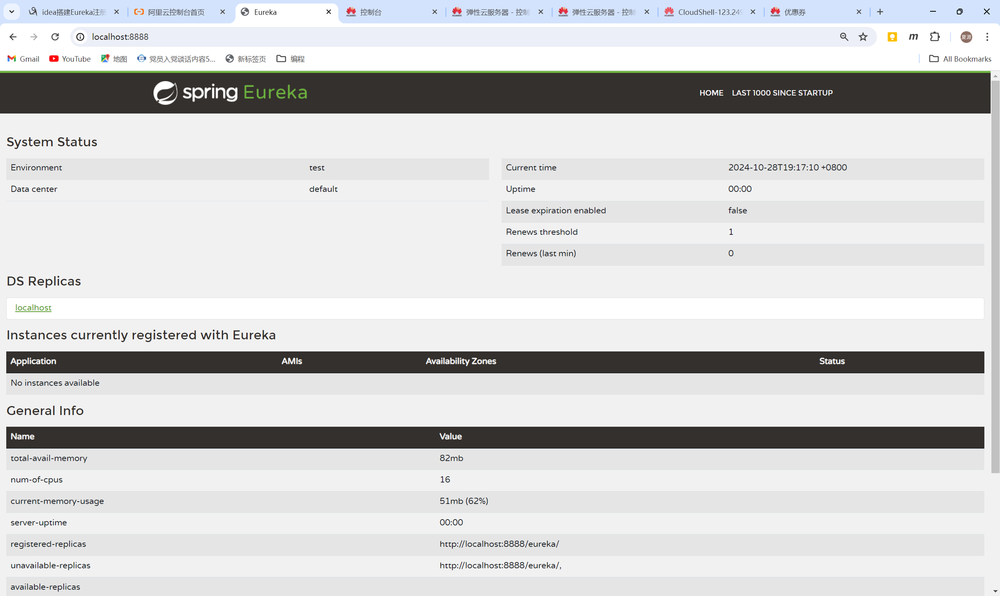 idea搭建Eureka注册
阿里云控制台首页
Eureka
控制台
弹性云服务器 - 控制
弹性云服务器 - 控制
CloudShell-123.249
优惠券
localhost:8888
m
夏源
Gmail
YouTube
地图
党员入党谈话内容5...
新标签页
编程
All Bookmarks
spring Eureka
HOME
LAST 1000 SINCE STARTUP
System Status
Environment test
Data center default
Current time 2024-10-28T19:17:10 +0800
Uptime 00:00
Lease expiration enabled false
Renews threshold 1
Renews (last min) 0
DS Replicas
localhost
Instances currently registered with Eureka
Application AMIs Availability Zones Status
No instances available
General Info
Name Value
total-avail-memory 82mb
num-of-cpus 16
current-memory-usage 51mb (62%)
server-uptime 00:00
registered-replicas http://localhost:8888/eureka/
unavailable-replicas http://localhost:8888/eureka/,
available-replicas